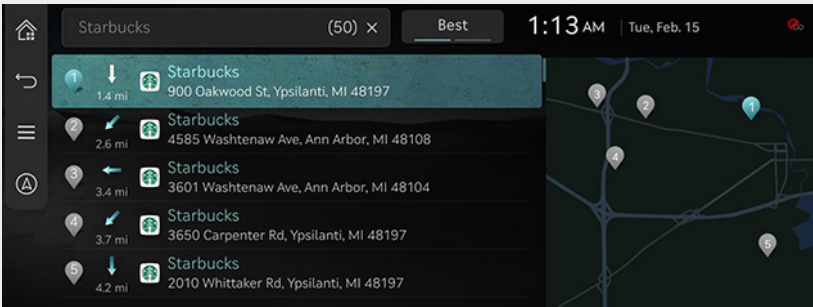 Starbucks (50) × Best 1:13 AM Tue, Feb. 15
1 Starbucks
1.4 mi 900 Oakwood St, Ypsilanti, MI 48197
2 Starbucks
2.6 mi 4585 Washtenaw Ave, Ann Arbor, MI 48108
3 Starbucks
3.4 mi 3601 Washtenaw Ave, Ann Arbor, MI 48104
4 Starbucks
3.7 mi 3650 Carpenter Rd, Ypsilanti, MI 48197
5 Starbucks
4.2 mi 2010 Whittaker Rd, Ypsilanti, MI 48197
3
2
1
4
5